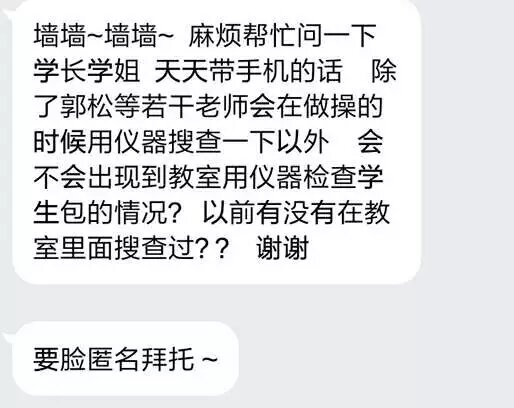 墙墙~墙墙~ 麻烦帮忙问一下
学长学姐 天天带手机的话 除
了郭松等若干老师会在做操的
时候用仪器搜查一下以外 会
不会出现到教室用仪器检查学
生包的情况？以前有没有在教
室里面搜查过？？ 谢谢
要脸匿名拜托 ~